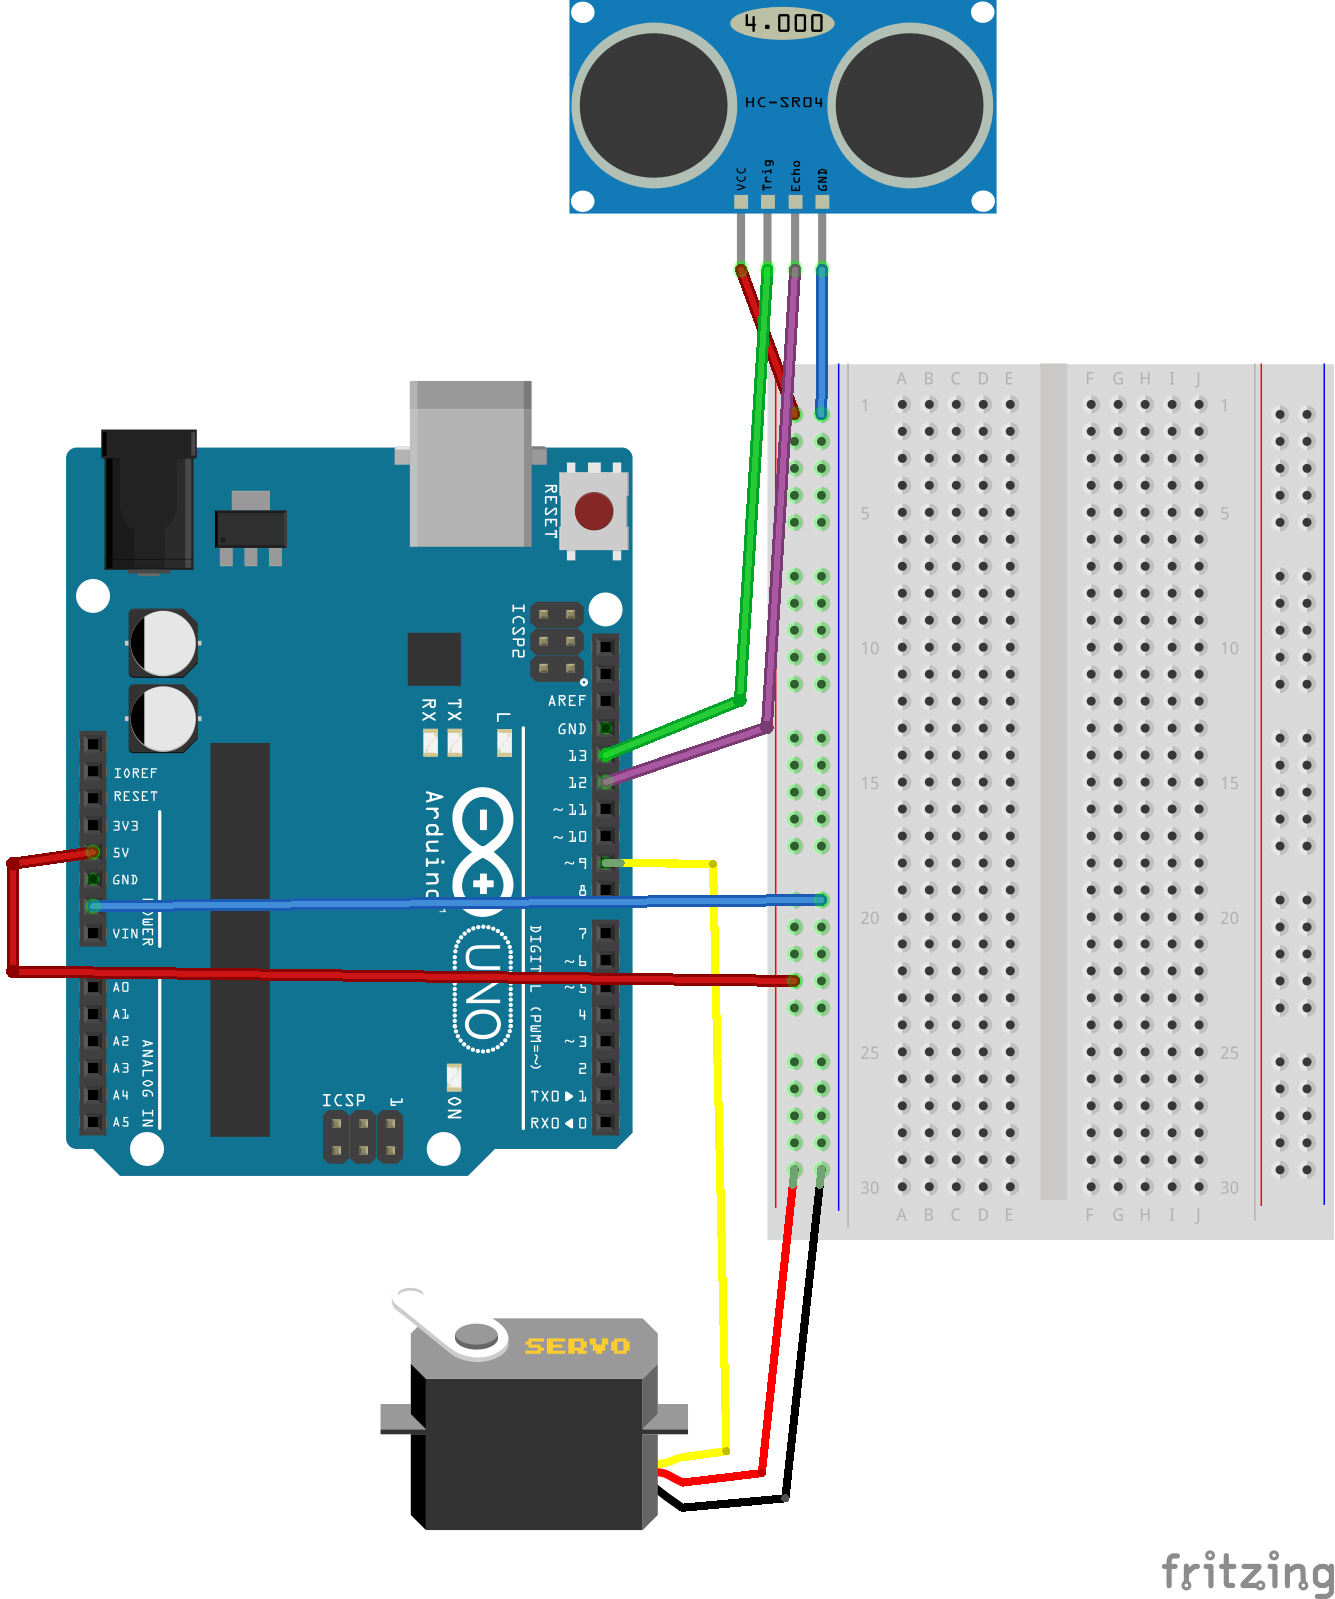 4.000
HC-SR04
VCC
Trig
Echo
GND
A B C D E F G H I J
1 1
5 5
10 10
15 15
20 20
25 25
30 30
A B C D E F G H I J
RESET
ICSP2
AREF
GND
13
12
~11
~10
~9
8
7
~6
~5
4
~3
2
TX0▶1
RX0◀0
RX
TX
L
IOREF
RESET
3V3
5V
GND
VIN
A0
A1
A2
A3
A4
A5
ANALOG IN
Arduino
UNO
(PWM=~)
ICSP
1
ON
SERVO
fritzing